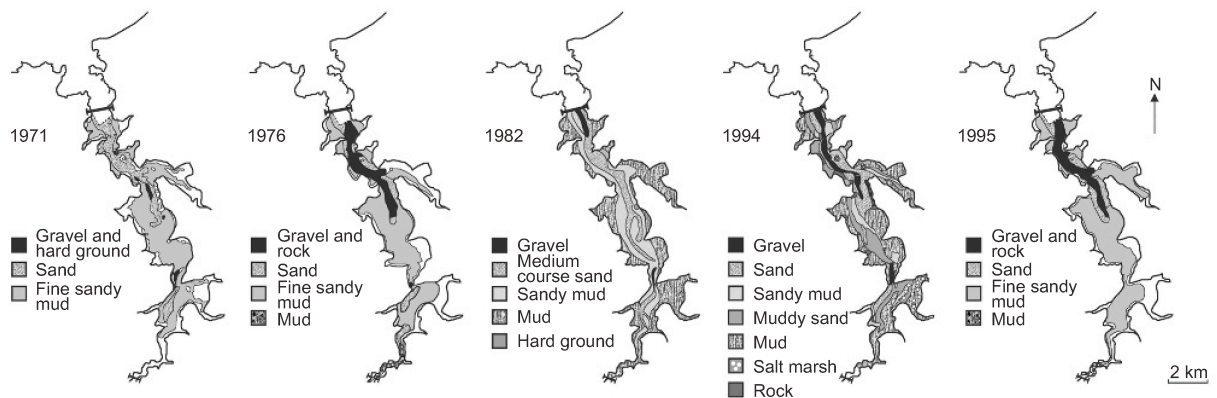 1971
Gravel and
hard ground
Sand
Fine sandy
mud
1976
Gravel and
rock
Sand
Fine sandy
mud
Mud
1982
Gravel
Medium
course sand
Sandy mud
Mud
Hard ground
1994
Gravel
Sand
Sandy mud
Muddy sand
Mud
Salt marsh
Rock
1995
Gravel and
rock
Sand
Fine sandy
mud
Mud
N
2 km